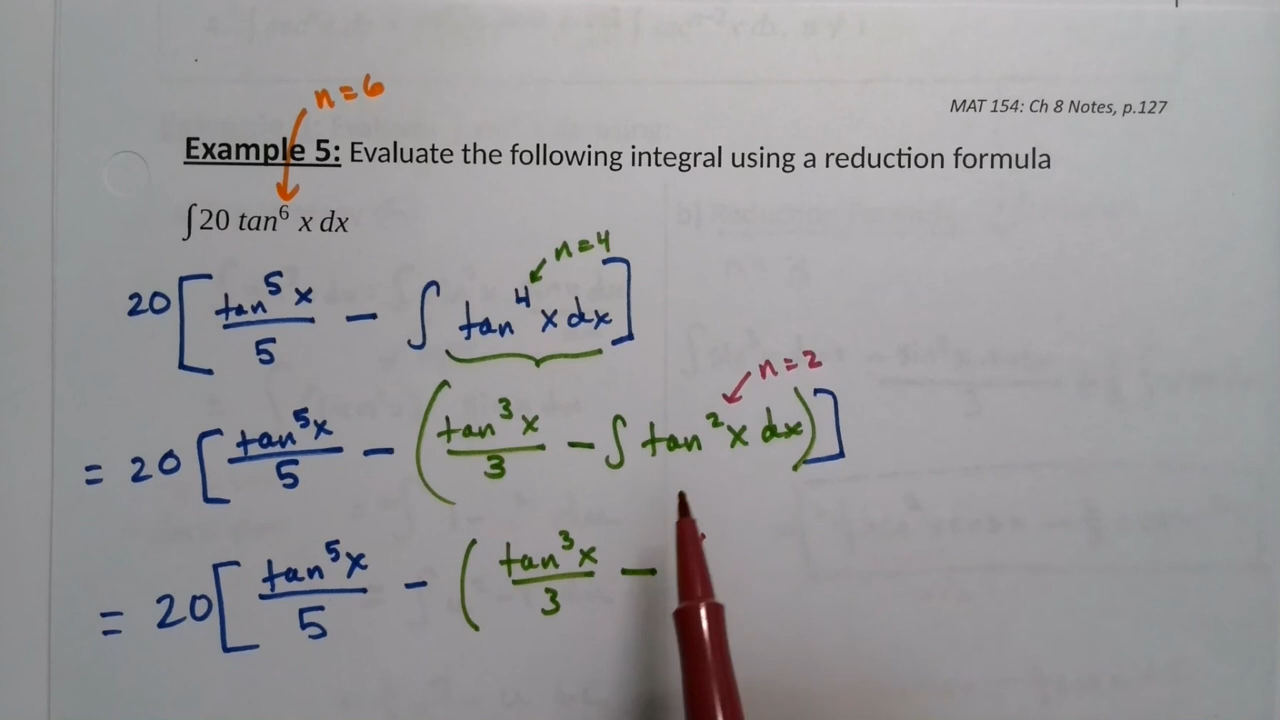 n=6
MAT 154: Ch 8 Notes, p.127
Example 5: Evaluate the following integral using a reduction formula
∫20 tan⁶ x dx
n=4
20[tan⁵x/5 − ∫tan⁴x dx]
n=2
= 20[tan⁵x/5 − (tan³x/3 − ∫tan²x dx)]
= 20[tan⁵x/5 − (tan³x/3 −